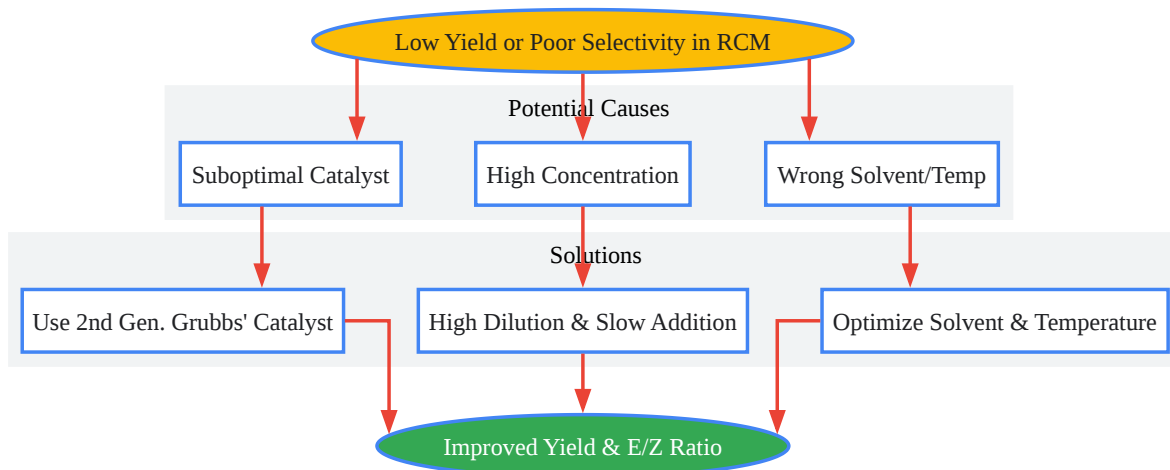 Low Yield or Poor Selectivity in RCM
Potential Causes
Suboptimal Catalyst
High Concentration
Wrong Solvent/Temp
Solutions
Use 2nd Gen. Grubbs' Catalyst
High Dilution & Slow Addition
Optimize Solvent & Temperature
Improved Yield & E/Z Ratio